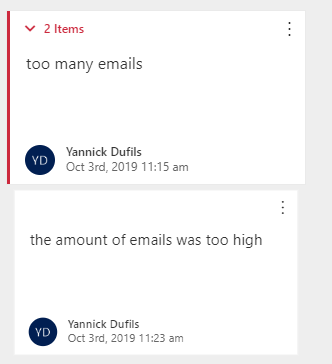 2 Items
too many emails
YD
Yannick Dufils
Oct 3rd, 2019 11:15 am
the amount of emails was too high
YD
Yannick Dufils
Oct 3rd, 2019 11:23 am